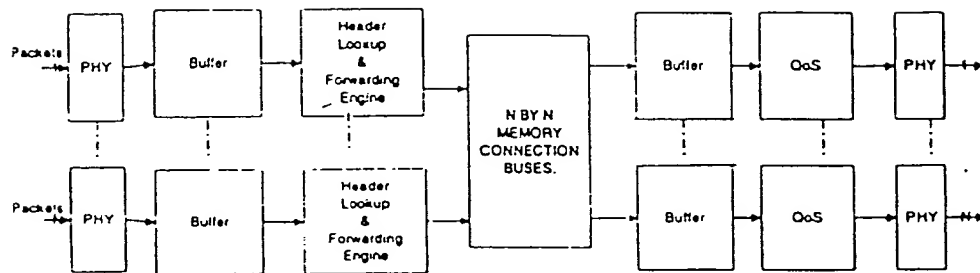 Packets
PHY
Buffer
Header
Lookup
&
Forwarding
Engine
N BY N
MEMORY
CONNECTION
BUSES.
Buffer
QoS
PHY
1
Packets
PHY
Buffer
Header
Lookup
&
Forwarding
Engine
Buffer
QoS
PHY
N